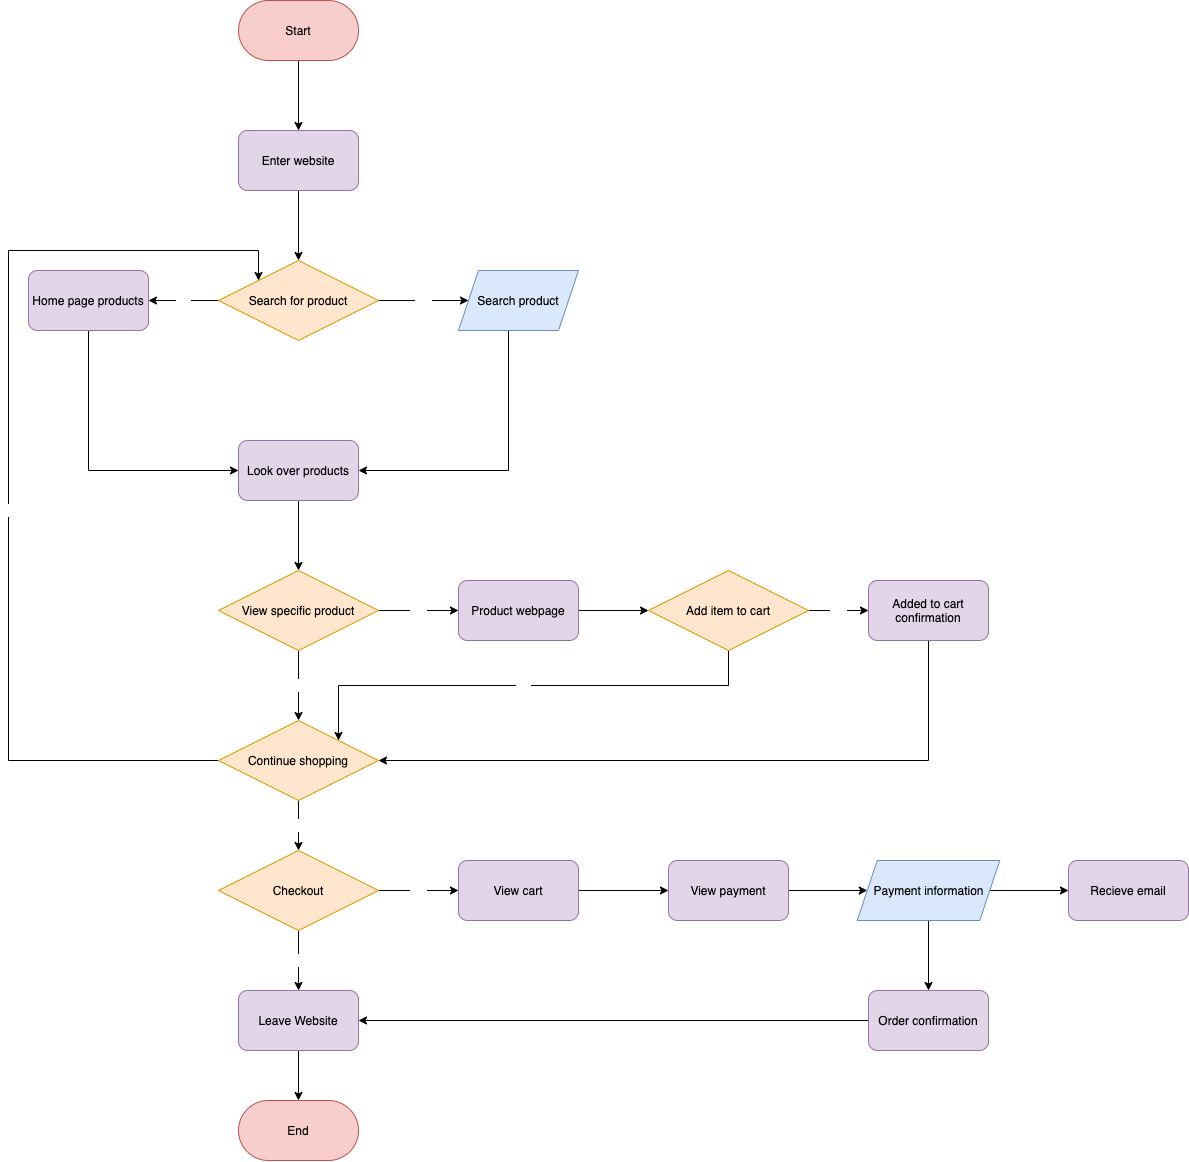 Start
Enter website
Home page products
Search for product
Search product
Look over products
View specific product
Product webpage
Add item to cart
Added to cart
confirmation
Continue shopping
Checkout
View cart
View payment
Payment information
Recieve email
Leave Website
Order confirmation
End